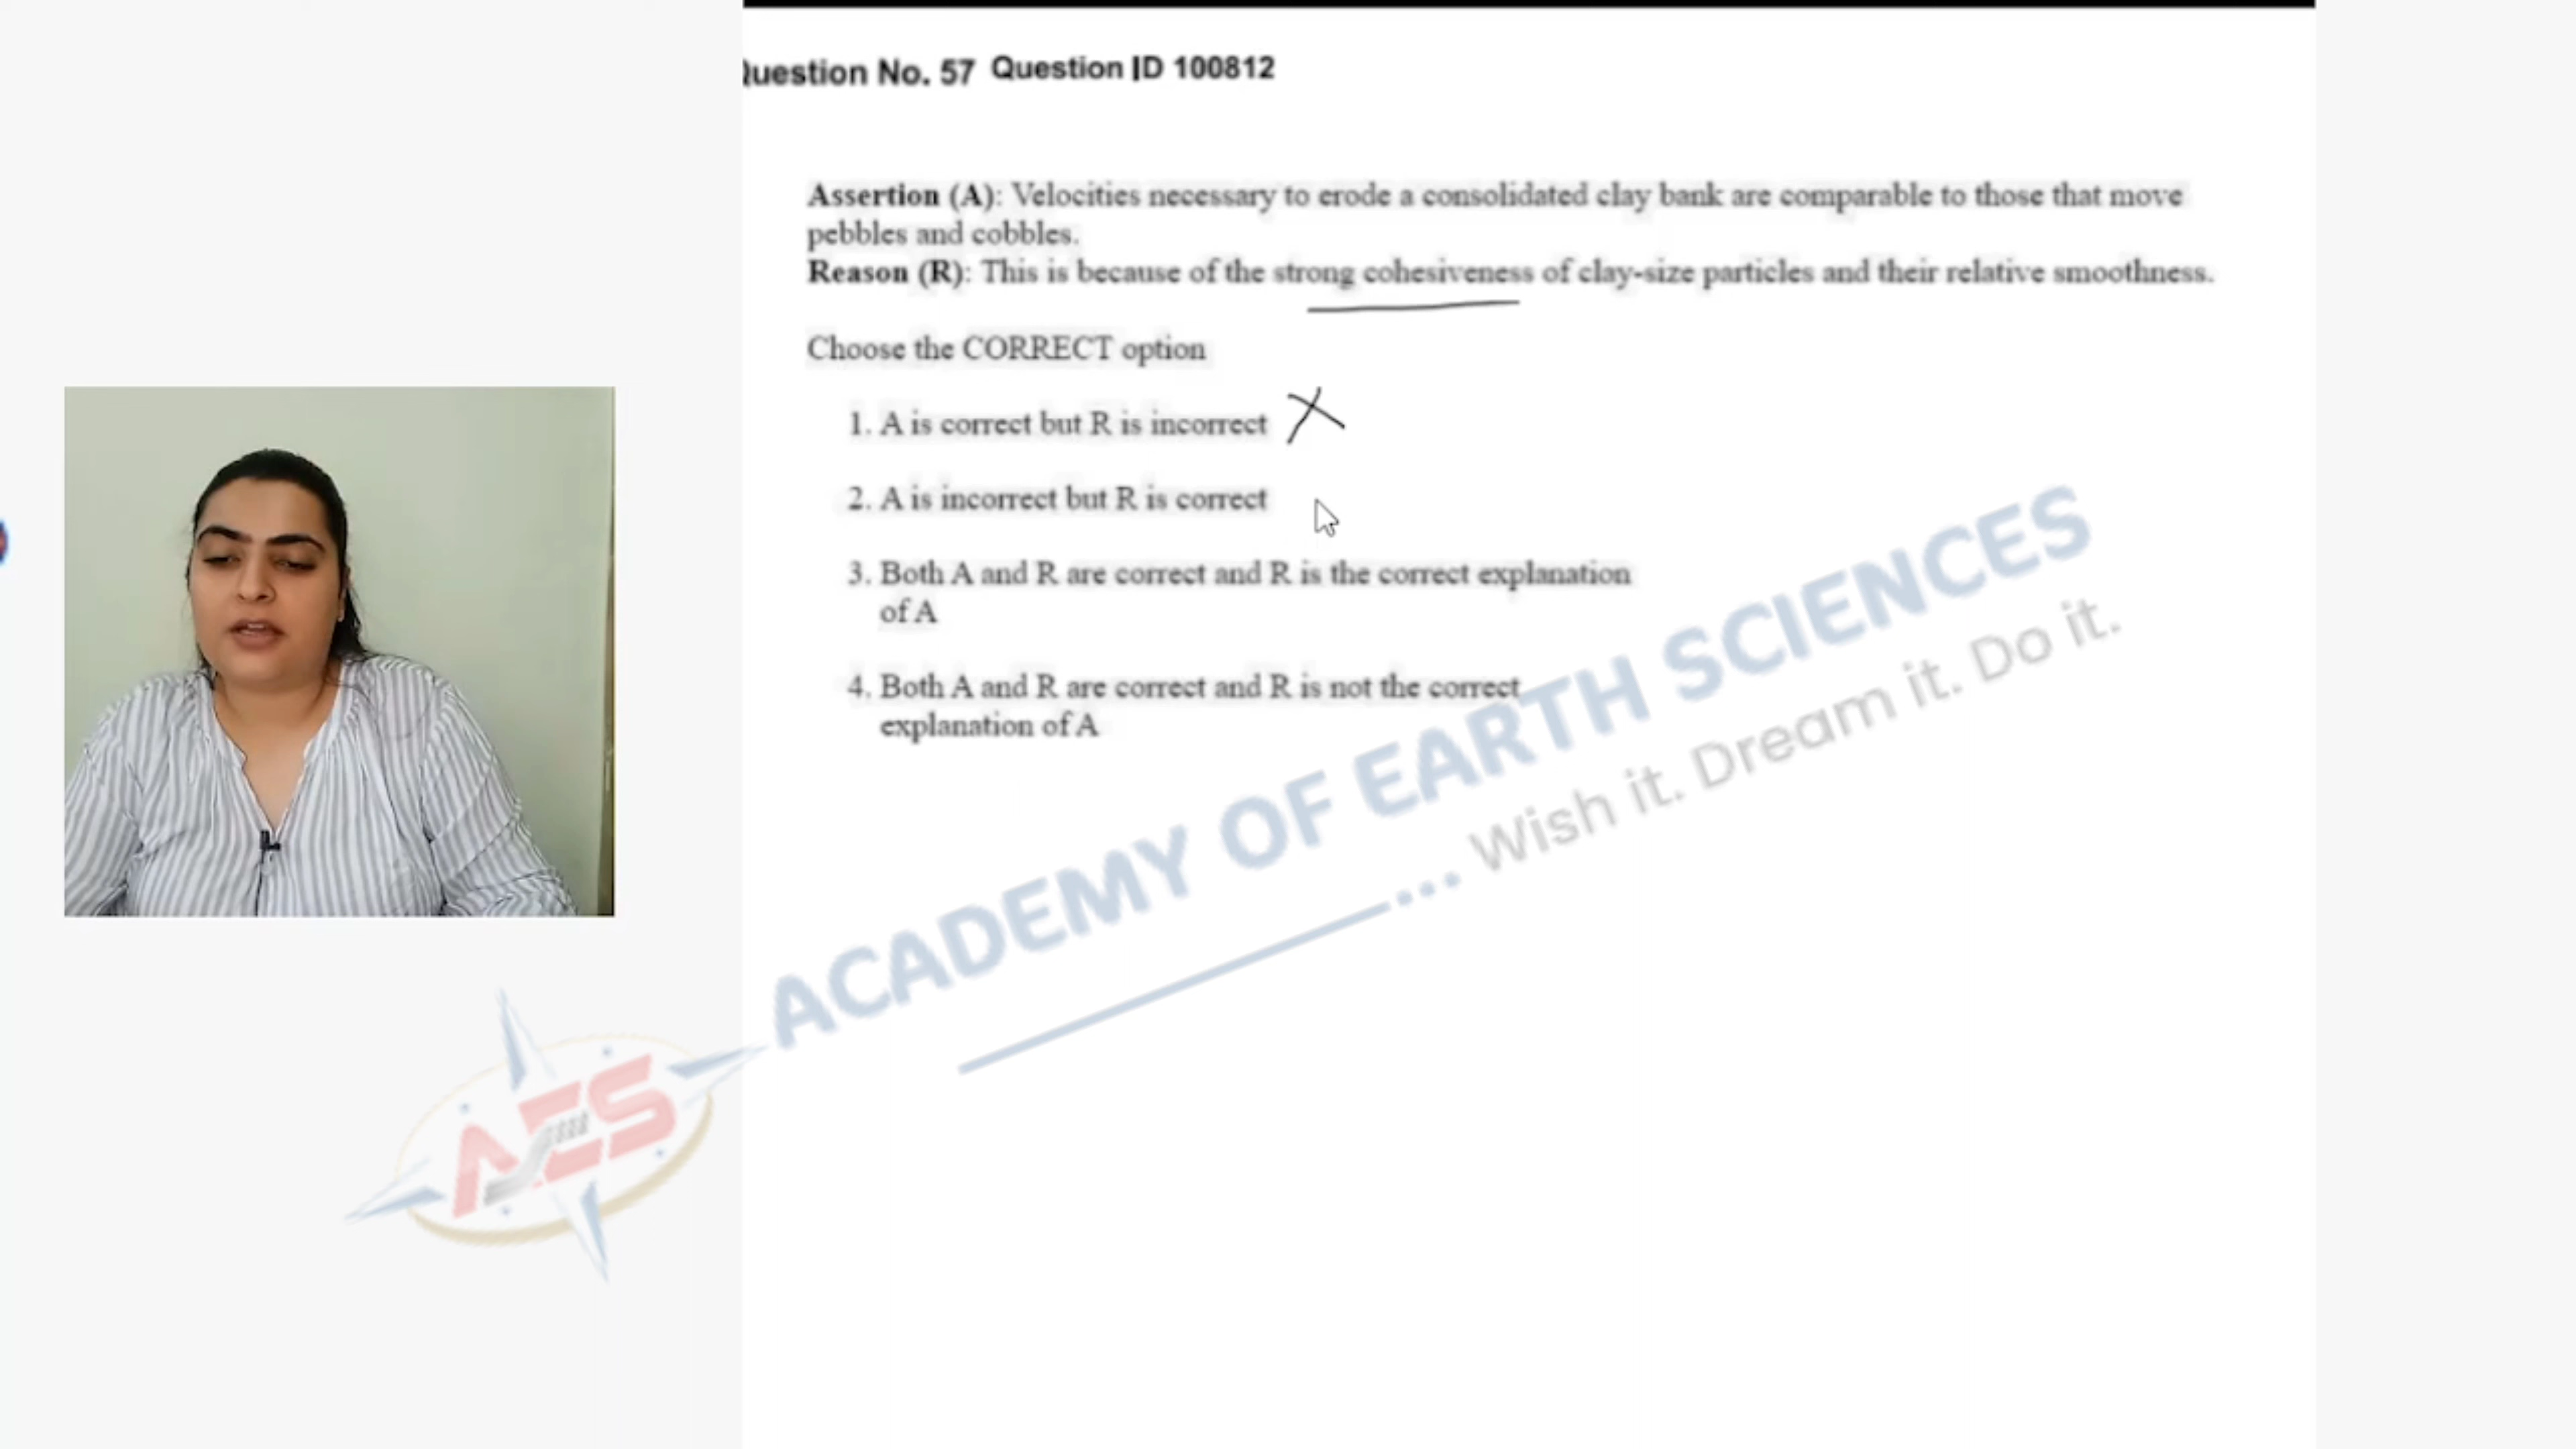 Question No. 57 Question ID 100812
Assertion (A): Velocities necessary to erode a consolidated clay bank are comparable to those that move
pebbles and cobbles.
Reason (R): This is because of the strong cohesiveness of clay-size particles and their relative smoothness.
Choose the CORRECT option
1. A is correct but R is incorrect
2. A is incorrect but R is correct
3. Both A and R are correct and R is the correct explanation
of A
4. Both A and R are correct and R is not the correct
explanation of A
ACADEMY OF EARTH SCIENCES
... Wish it. Dream it. Do it.
AES